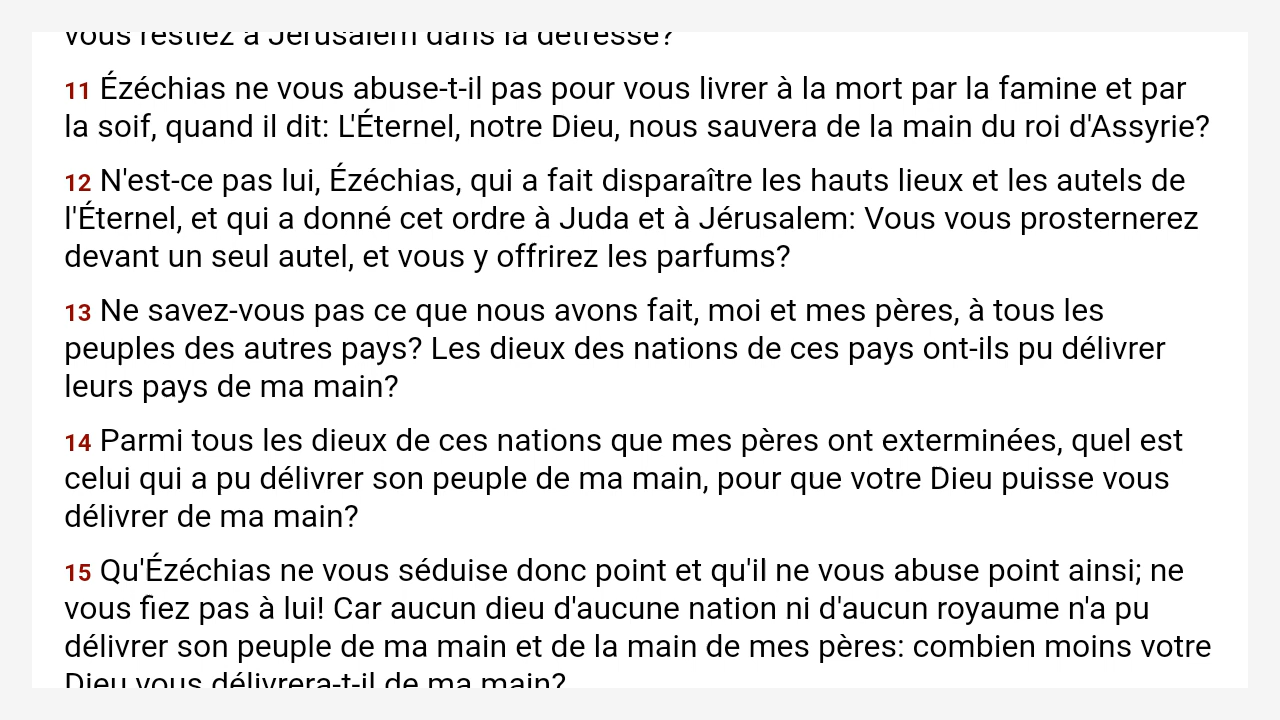 vous restiez à Jérusalem dans la détresse?
11 Ézéchias ne vous abuse-t-il pas pour vous livrer à la mort par la famine et par
la soif, quand il dit: L'Éternel, notre Dieu, nous sauvera de la main du roi d'Assyrie?
12 N'est-ce pas lui, Ézéchias, qui a fait disparaître les hauts lieux et les autels de
l'Éternel, et qui a donné cet ordre à Juda et à Jérusalem: Vous vous prosternerez
devant un seul autel, et vous y offrirez les parfums?
13 Ne savez-vous pas ce que nous avons fait, moi et mes pères, à tous les
peuples des autres pays? Les dieux des nations de ces pays ont-ils pu délivrer
leurs pays de ma main?
14 Parmi tous les dieux de ces nations que mes pères ont exterminées, quel est
celui qui a pu délivrer son peuple de ma main, pour que votre Dieu puisse vous
délivrer de ma main?
15 Qu'Ézéchias ne vous séduise donc point et qu'il ne vous abuse point ainsi; ne
vous fiez pas à lui! Car aucun dieu d'aucune nation ni d'aucun royaume n'a pu
délivrer son peuple de ma main et de la main de mes pères: combien moins votre
Dieu vous délivrera-t-il de ma main?